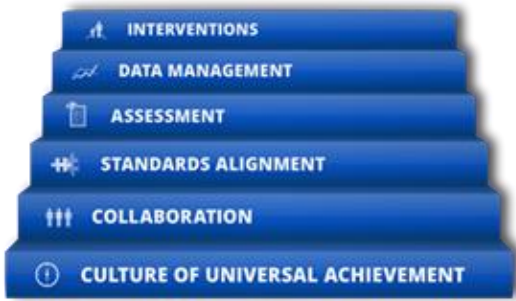 INTERVENTIONS
DATA MANAGEMENT
ASSESSMENT
STANDARDS ALIGNMENT
COLLABORATION
CULTURE OF UNIVERSAL ACHIEVEMENT